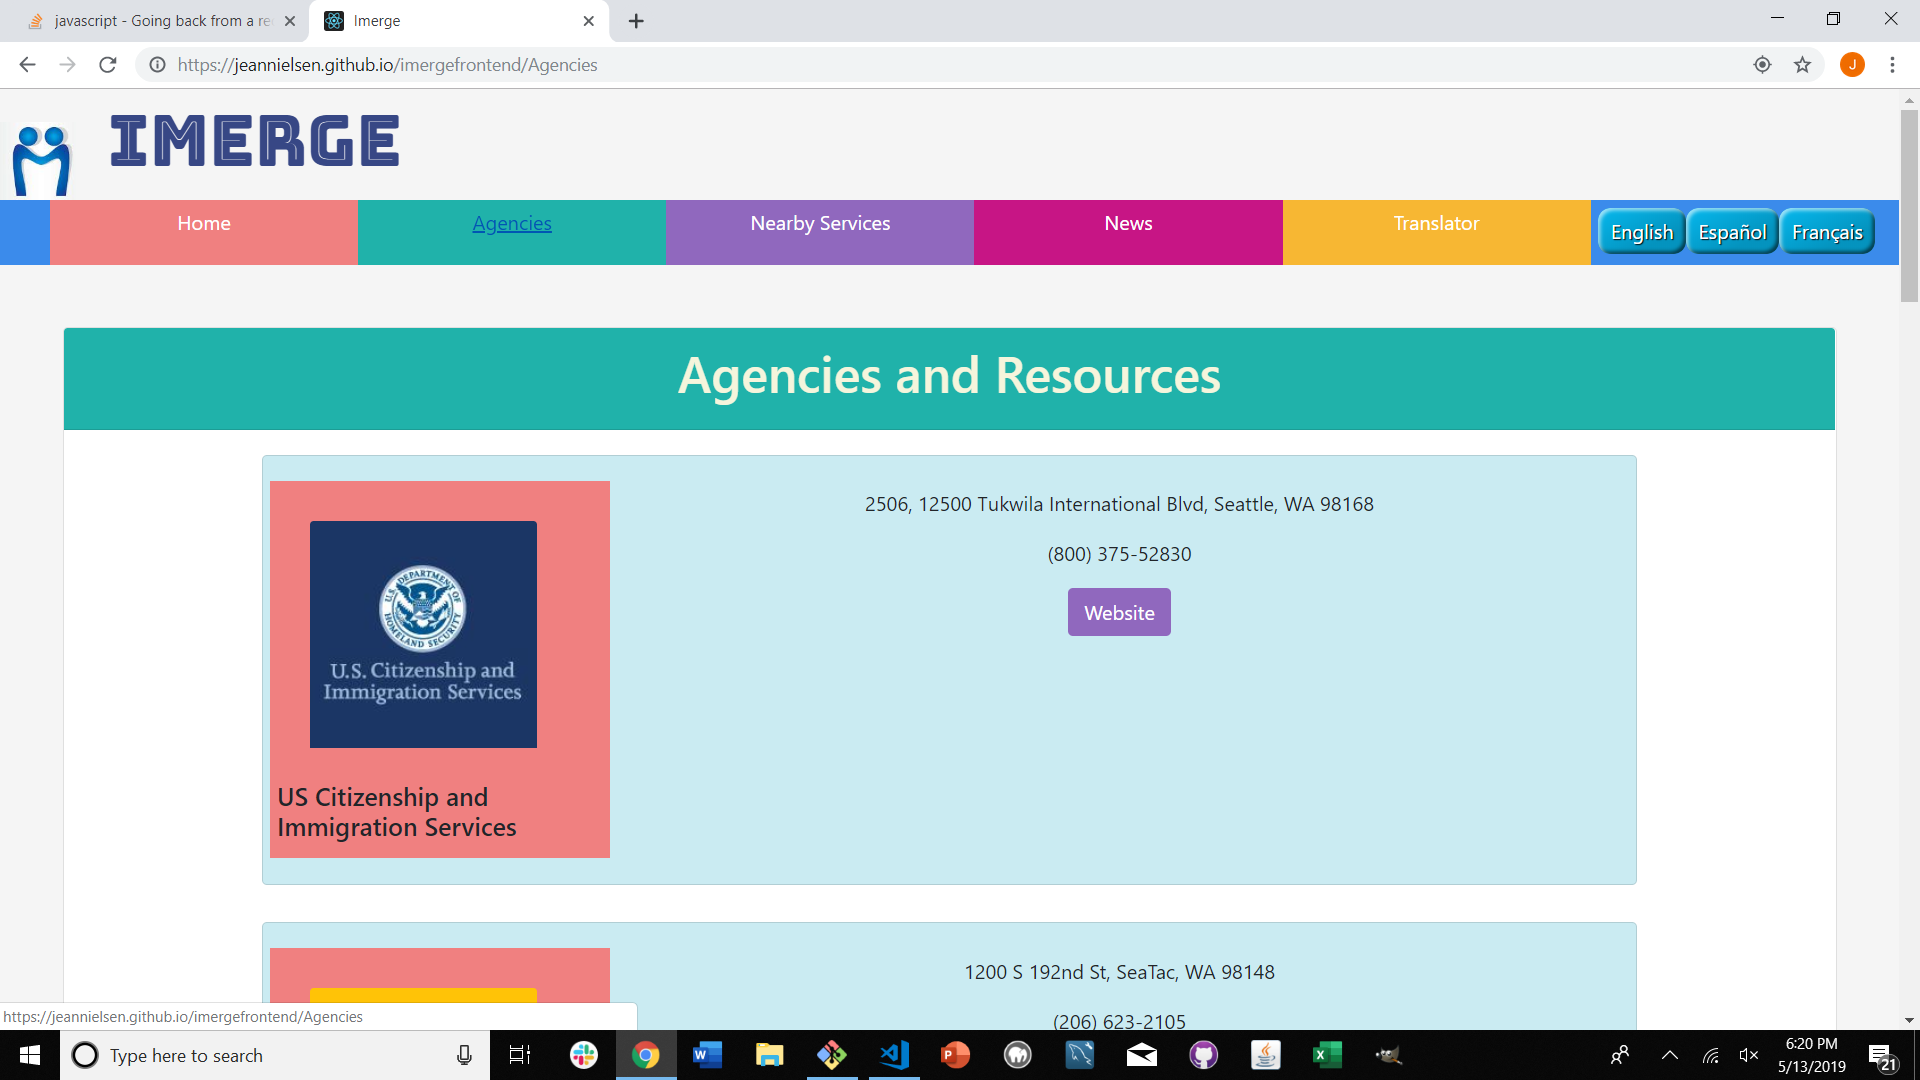 javascript - Going back from a re
Imerge
https://jeannielsen.github.io/imergefrontend/Agencies
J
IMERGE
Home
Agencies
Nearby Services
News
Translator
English
Español
Français
Agencies and Resources
2506, 12500 Tukwila International Blvd, Seattle, WA 98168
(800) 375-52830
Website
U.S. DEPARTMENT OF HOMELAND SECURITY
U.S. Citizenship and
Immigration Services
US Citizenship and
Immigration Services
1200 S 192nd St, SeaTac, WA 98148
(206) 623-2105
https://jeannielsen.github.io/imergefrontend/Agencies
Type here to search
6:20 PM
5/13/2019
21